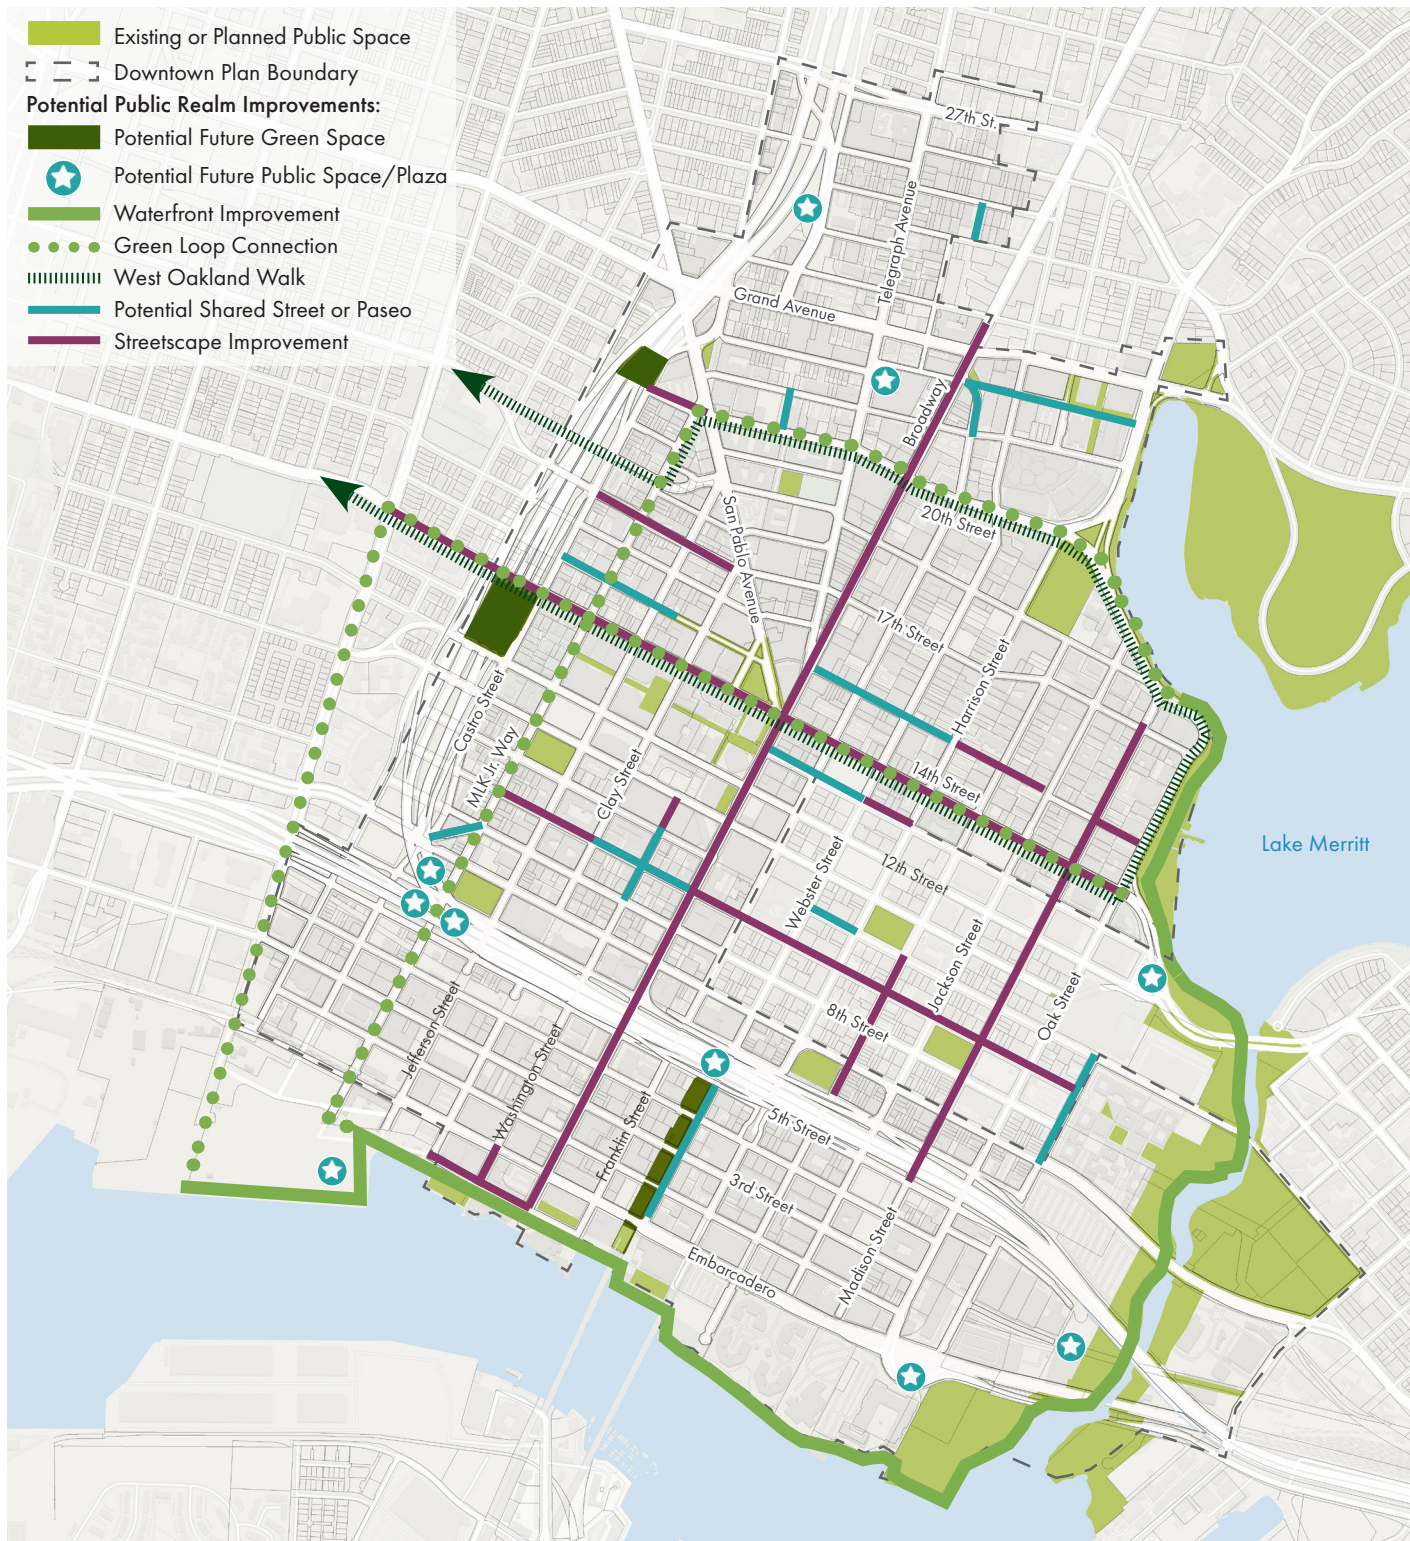 Existing or Planned Public Space
Downtown Plan Boundary
Potential Public Realm Improvements:
Potential Future Green Space
Potential Future Public Space/Plaza
Waterfront Improvement
Green Loop Connection
West Oakland Walk
Potential Shared Street or Paseo
Streetscape Improvement
27th St.
Telegraph Avenue
Grand Avenue
Broadway
20th Street
San Pablo Avenue
17th Street
Harrison Street
Castro Street
MLK Jr. Way
Clay Street
14th Street
Lake Merritt
Webster Street
12th Street
Jackson Street
Oak Street
8th Street
Jefferson Street
Washington Street
Franklin Street
5th Street
3rd Street
Madison Street
Embarcadero